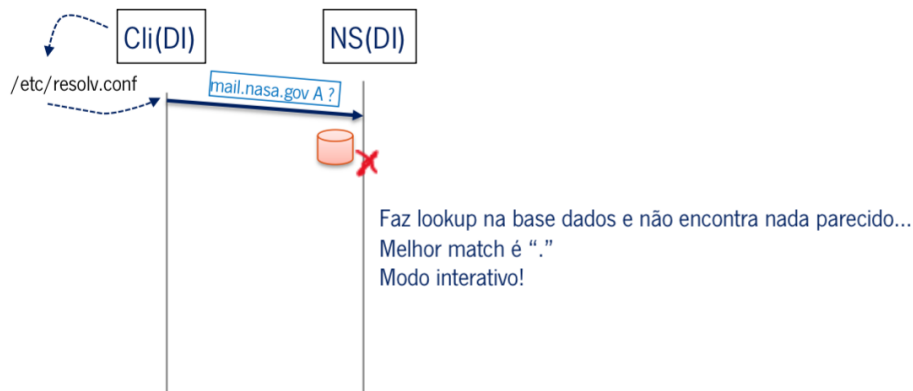 Cli(DI)
NS(DI)
/etc/resolv.conf
mail.nasa.gov A ?
Faz lookup na base dados e não encontra nada parecido...
Melhor match é “.”
Modo interativo!